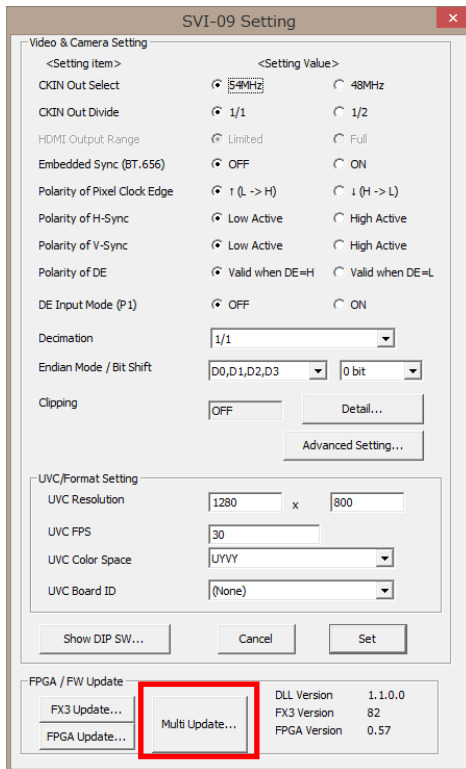 SVI-09 Setting
Video & Camera Setting
<Setting item> <Setting Value>
CKIN Out Select 54MHz 48MHz
CKIN Out Divide 1/1 1/2
HDMI Output Range Limited Full
Embedded Sync (BT.656) OFF ON
Polarity of Pixel Clock Edge ↑ (L -> H) ↓ (H -> L)
Polarity of H-Sync Low Active High Active
Polarity of V-Sync Low Active High Active
Polarity of DE Valid when DE=H Valid when DE=L
DE Input Mode (P1) OFF ON
Decimation 1/1
Endian Mode / Bit Shift D0,D1,D2,D3 0 bit
Clipping OFF Detail...
Advanced Setting...
UVC/Format Setting
UVC Resolution 1280 x 800
UVC FPS 30
UVC Color Space UYVY
UVC Board ID (None)
Show DIP SW... Cancel Set
FPGA / FW Update
FX3 Update... Multi Update... DLL Version 1.1.0.0
FX3 Version 82
FPGA Update... FPGA Version 0.57